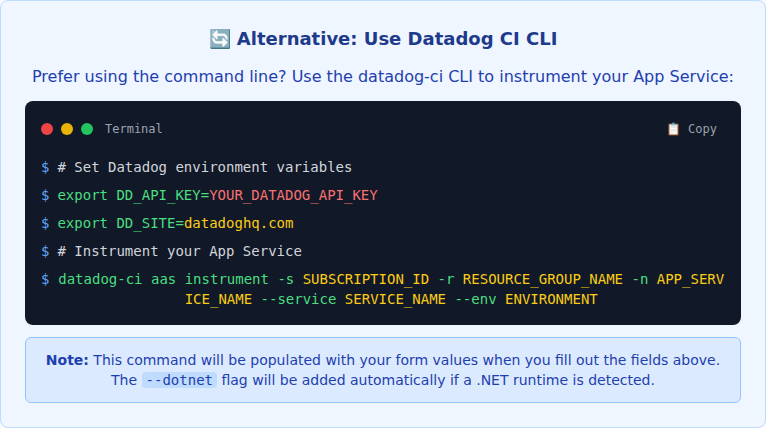 🔄 Alternative: Use Datadog CI CLI
Prefer using the command line? Use the datadog-ci CLI to instrument your App Service:
Terminal
📋 Copy
$ # Set Datadog environment variables
$ export DD_API_KEY=YOUR_DATADOG_API_KEY
$ export DD_SITE=datadoghq.com
$ # Instrument your App Service
$ datadog-ci aas instrument -s SUBSCRIPTION_ID -r RESOURCE_GROUP_NAME -n APP_SERV
ICE_NAME --service SERVICE_NAME --env ENVIRONMENT
Note: This command will be populated with your form values when you fill out the fields above.
The --dotnet flag will be added automatically if a .NET runtime is detected.